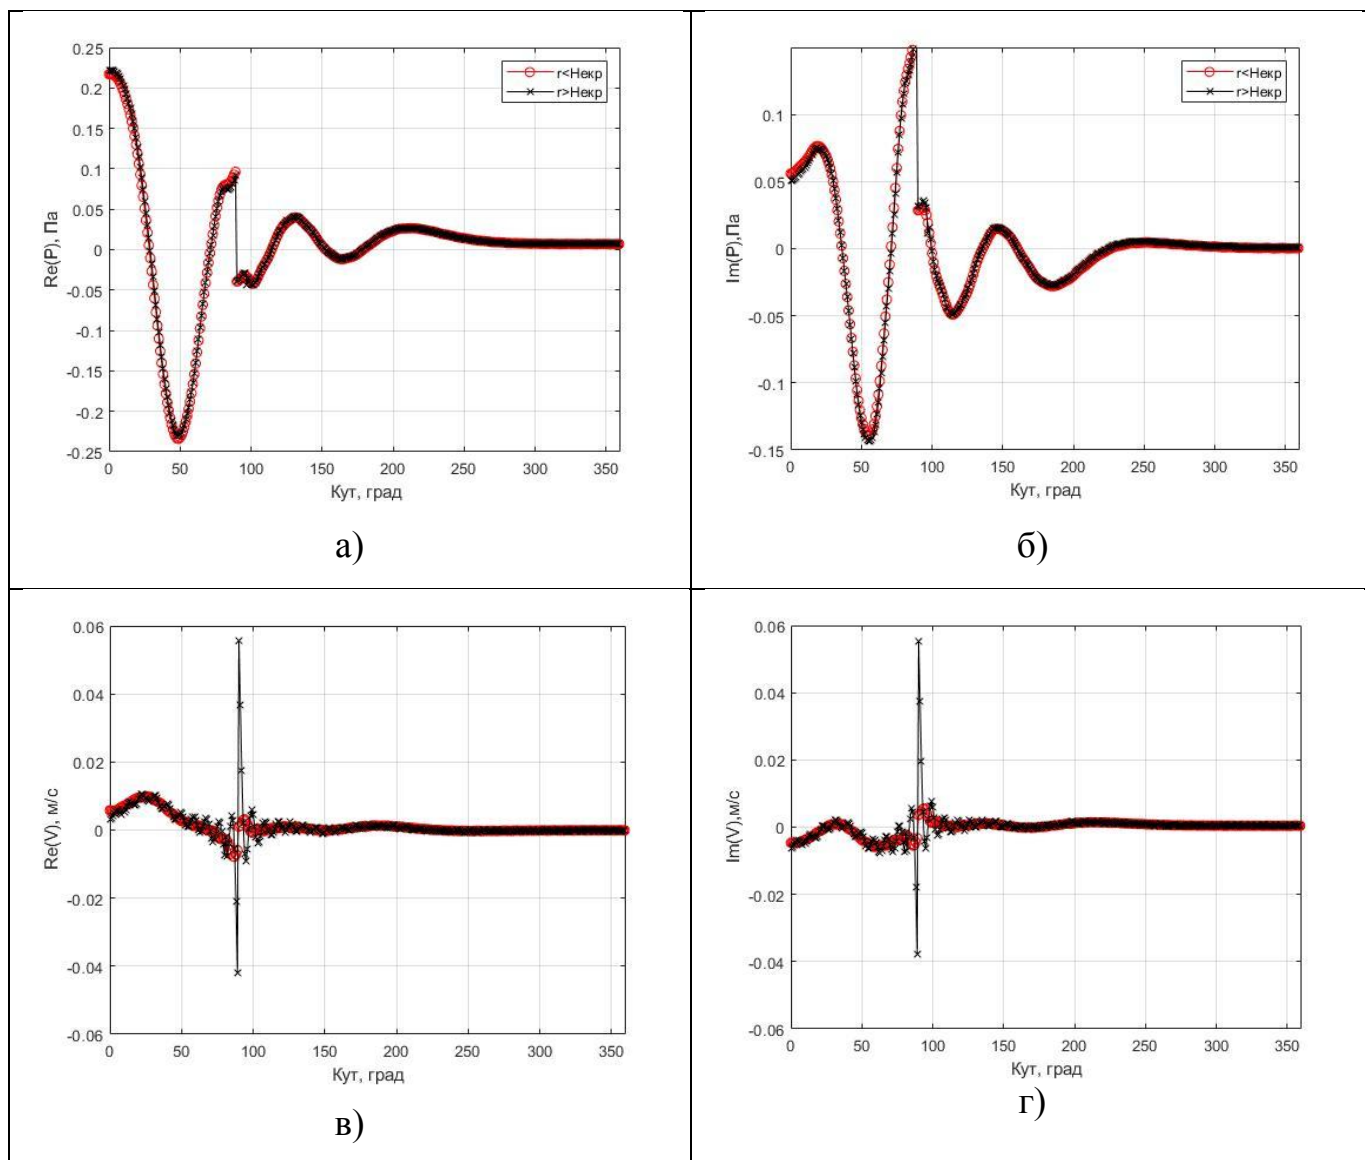 0.25
0.2
0.15
0.1
0.05
0
-0.05
-0.1
-0.15
-0.2
-0.25
Re(P), Па
0 50 100 150 200 250 300 350
Кут, град
r<Hекр
r>Hекр
а)
0.1
0.05
0
-0.05
-0.1
-0.15
Im(P),Па
0 50 100 150 200 250 300 350
Кут, град
r<Hекр
r>Hекр
б)
0.06
0.04
0.02
0
-0.02
-0.04
-0.06
Re(V), м/с
0 50 100 150 200 250 300 350
Кут, град
в)
0.06
0.04
0.02
0
-0.02
-0.04
-0.06
Im(V),м/с
0 50 100 150 200 250 300 350
Кут, град
г)